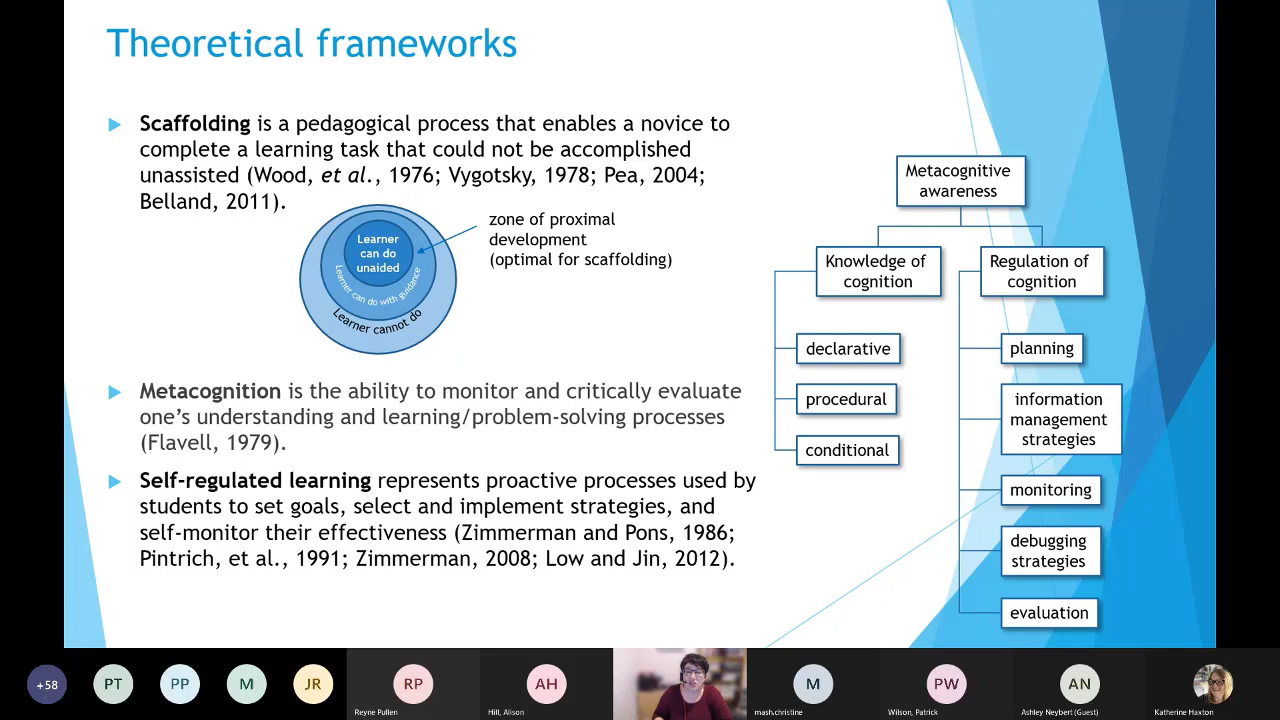 Theoretical frameworks
Scaffolding is a pedagogical process that enables a novice to
complete a learning task that could not be accomplished
unassisted (Wood, et al., 1976; Vygotsky, 1978; Pea, 2004;
Belland, 2011).
Learner
can do
unaided
Learner can do with guidance
Learner cannot do
zone of proximal
development
(optimal for scaffolding)
Metacognition is the ability to monitor and critically evaluate
one’s understanding and learning/problem-solving processes
(Flavell, 1979).
Self-regulated learning represents proactive processes used by
students to set goals, select and implement strategies, and
self-monitor their effectiveness (Zimmerman and Pons, 1986;
Pintrich, et al., 1991; Zimmerman, 2008; Low and Jin, 2012).
Metacognitive
awareness
Knowledge of
cognition
declarative
procedural
conditional
Regulation of
cognition
planning
information
management
strategies
monitoring
debugging
strategies
evaluation
+58
PT
PP
M
JR
RP
Reyne Pullen
AH
Hill, Alison
M
mash.christine
PW
Wilson, Patrick
AN
Ashley Neybert (Guest)
Katherine Haxton